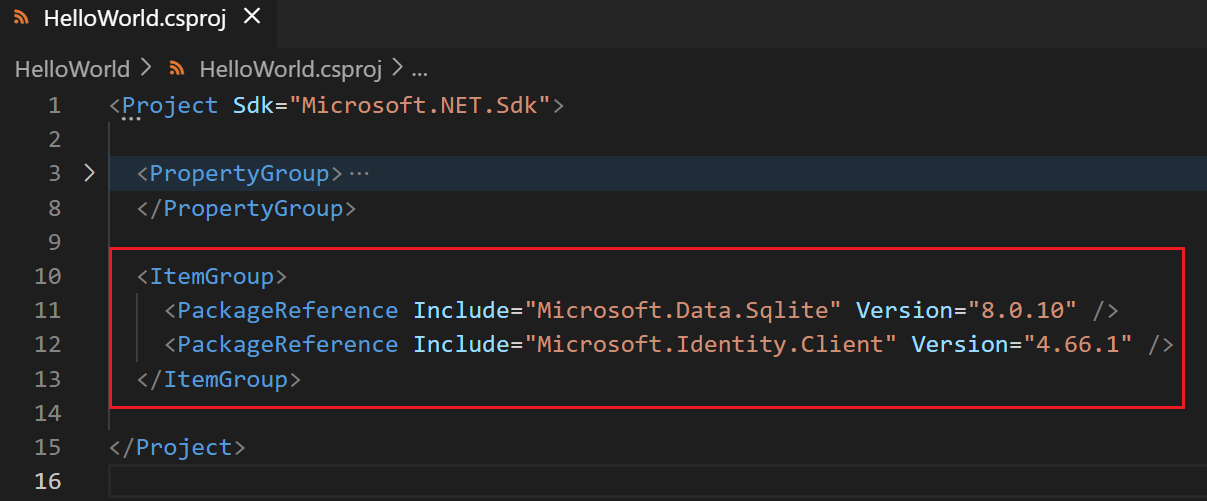 HelloWorld.csproj ✕
HelloWorld > HelloWorld.csproj > ...
1 <Project Sdk="Microsoft.NET.Sdk">
2
3 > <PropertyGroup>···
8 </PropertyGroup>
9
10 <ItemGroup>
11 <PackageReference Include="Microsoft.Data.Sqlite" Version="8.0.10" />
12 <PackageReference Include="Microsoft.Identity.Client" Version="4.66.1" />
13 </ItemGroup>
14
15 </Project>
16